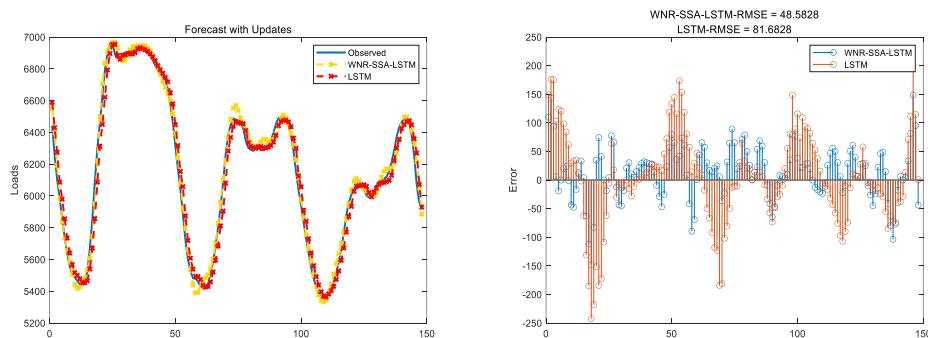 Forecast with Updates
7000
6800
6600
6400
6200
6000
5800
5600
5400
5200
Loads
0
50
100
150
Observed
WNR-SSA-LSTM
LSTM
WNR-SSA-LSTM-RMSE = 48.5828
LSTM-RMSE = 81.6828
250
200
150
100
50
0
-50
-100
-150
-200
-250
Error
0
50
100
150
WNR-SSA-LSTM
LSTM